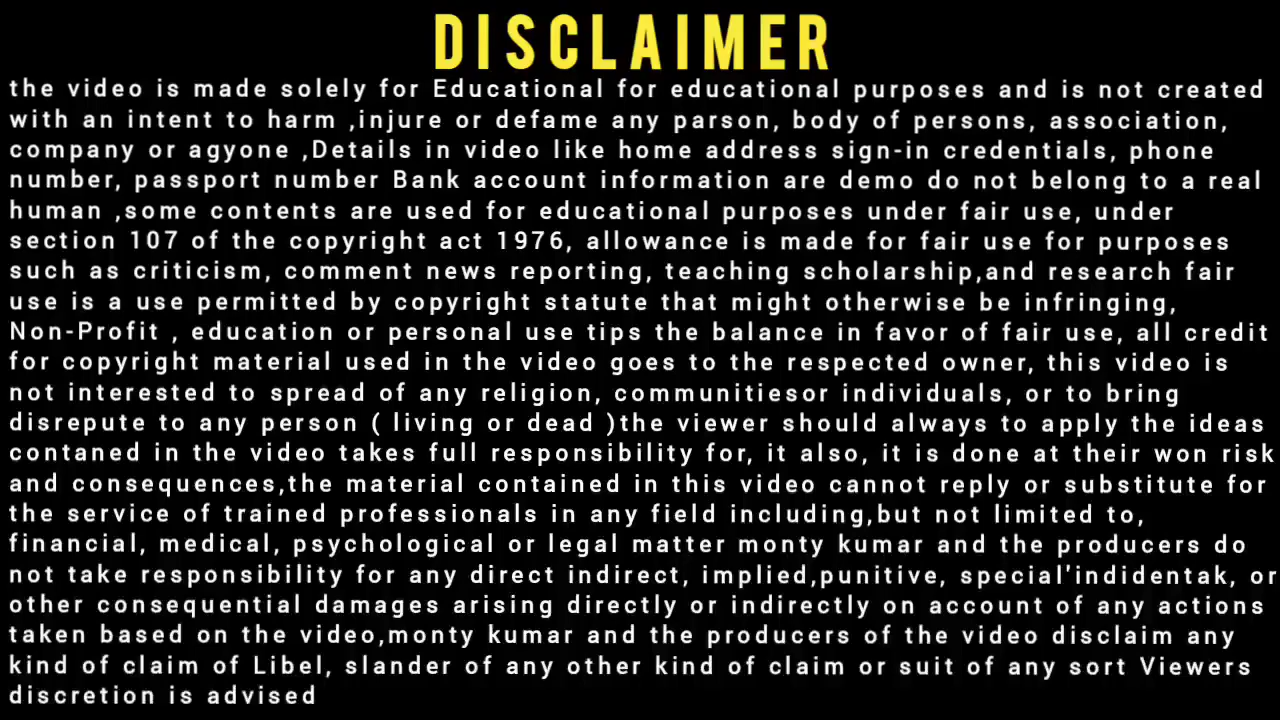 DISCLAIMER
the video is made solely for Educational for educational purposes and is not created
with an intent to harm ,injure or defame any parson, body of persons, association,
company or agyone ,Details in video like home address sign-in credentials, phone
number, passport number Bank account information are demo do not belong to a real
human ,some contents are used for educational purposes under fair use, under
section 107 of the copyright act 1976, allowance is made for fair use for purposes
such as criticism, comment news reporting, teaching scholarship,and research fair
use is a use permitted by copyright statute that might otherwise be infringing,
Non-Profit , education or personal use tips the balance in favor of fair use, all credit
for copyright material used in the video goes to the respected owner, this video is
not interested to spread of any religion, communitiesor individuals, or to bring
disrepute to any person ( living or dead )the viewer should always to apply the ideas
contaned in the video takes full responsibility for, it also, it is done at their won risk
and consequences,the material contained in this video cannot reply or substitute for
the service of trained professionals in any field including,but not limited to,
financial, medical, psychological or legal matter monty kumar and the producers do
not take responsibility for any direct indirect, implied,punitive, special'indidentak, or
other consequential damages arising directly or indirectly on account of any actions
taken based on the video,monty kumar and the producers of the video disclaim any
kind of claim of Libel, slander of any other kind of claim or suit of any sort Viewers
discretion is advised